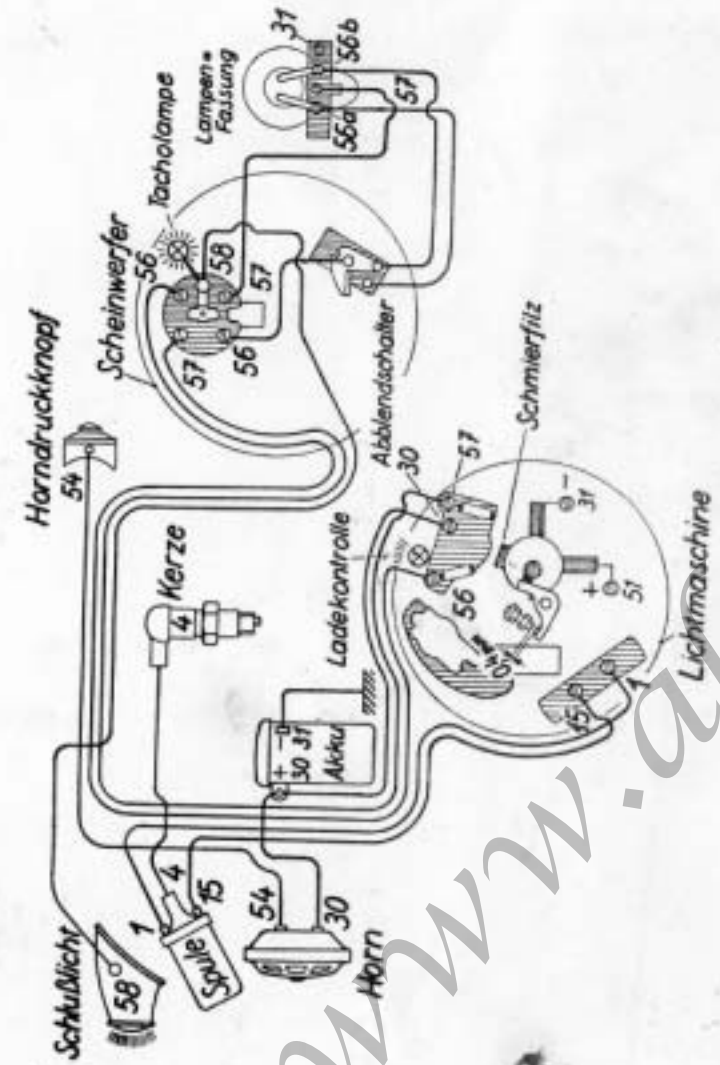 Schlußlicht
58
1
4
15
Spule
54
30
Horn
Horndruckknopf
54
Kerze
4
+ −
30 31
Akku
Ladekontrolle
30
57
56
15
1
+
51
−
31
Schmierfilz
Lichtmaschine
Abblendschalter
Scheinwerfer
56
57
56
58
57
Tacholampe
Lampen=
Fassung
31
56b
57
56a